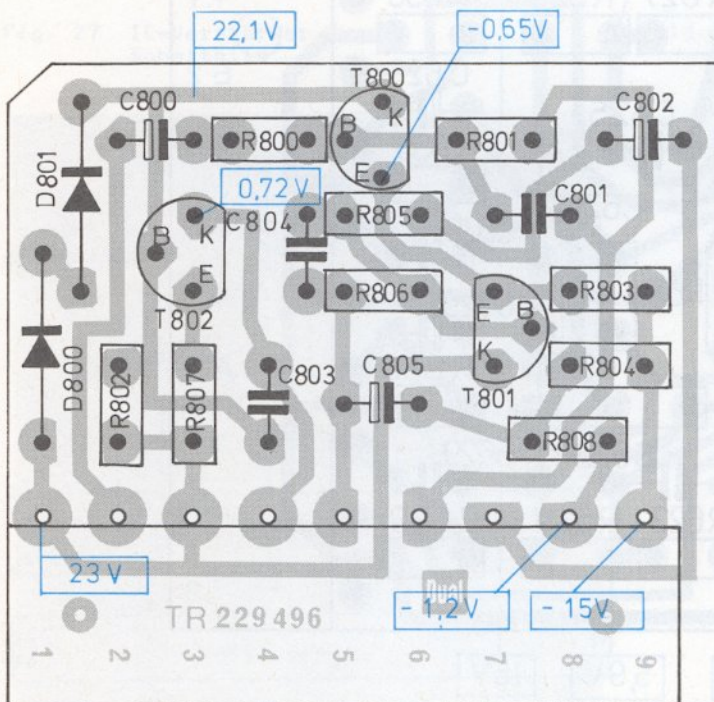 22,1V
-0,65V
T800
C800
K
C802
B
R800
R801
E
D801
0,72V
C801
C804
R805
K
B
E
R806
R803
E
B
T802
C805
K
R804
D800
R802
R807
C803
T801
R808
23V
Dual
-1,2V
-15V
TR 229 496
1 2 3 4 5 6 7 8 9